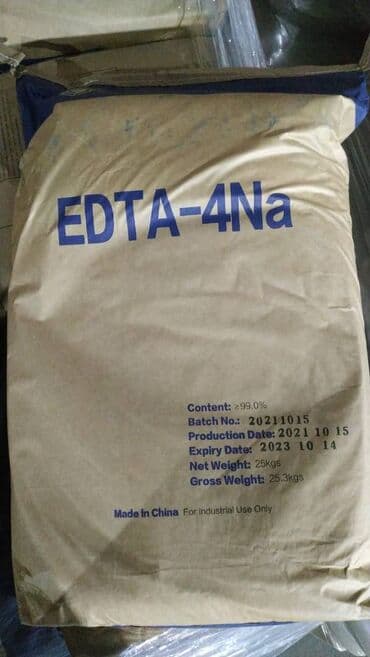 EDTA-4Na
Content: ≥99.0%
Batch No.: 20211015
Production Date: 2021 10 15
Expiry Date: 2023 10 14
Net Weight: 25kgs
Gross Weight: 25.3kgs
Made In China For Industrial Use Only